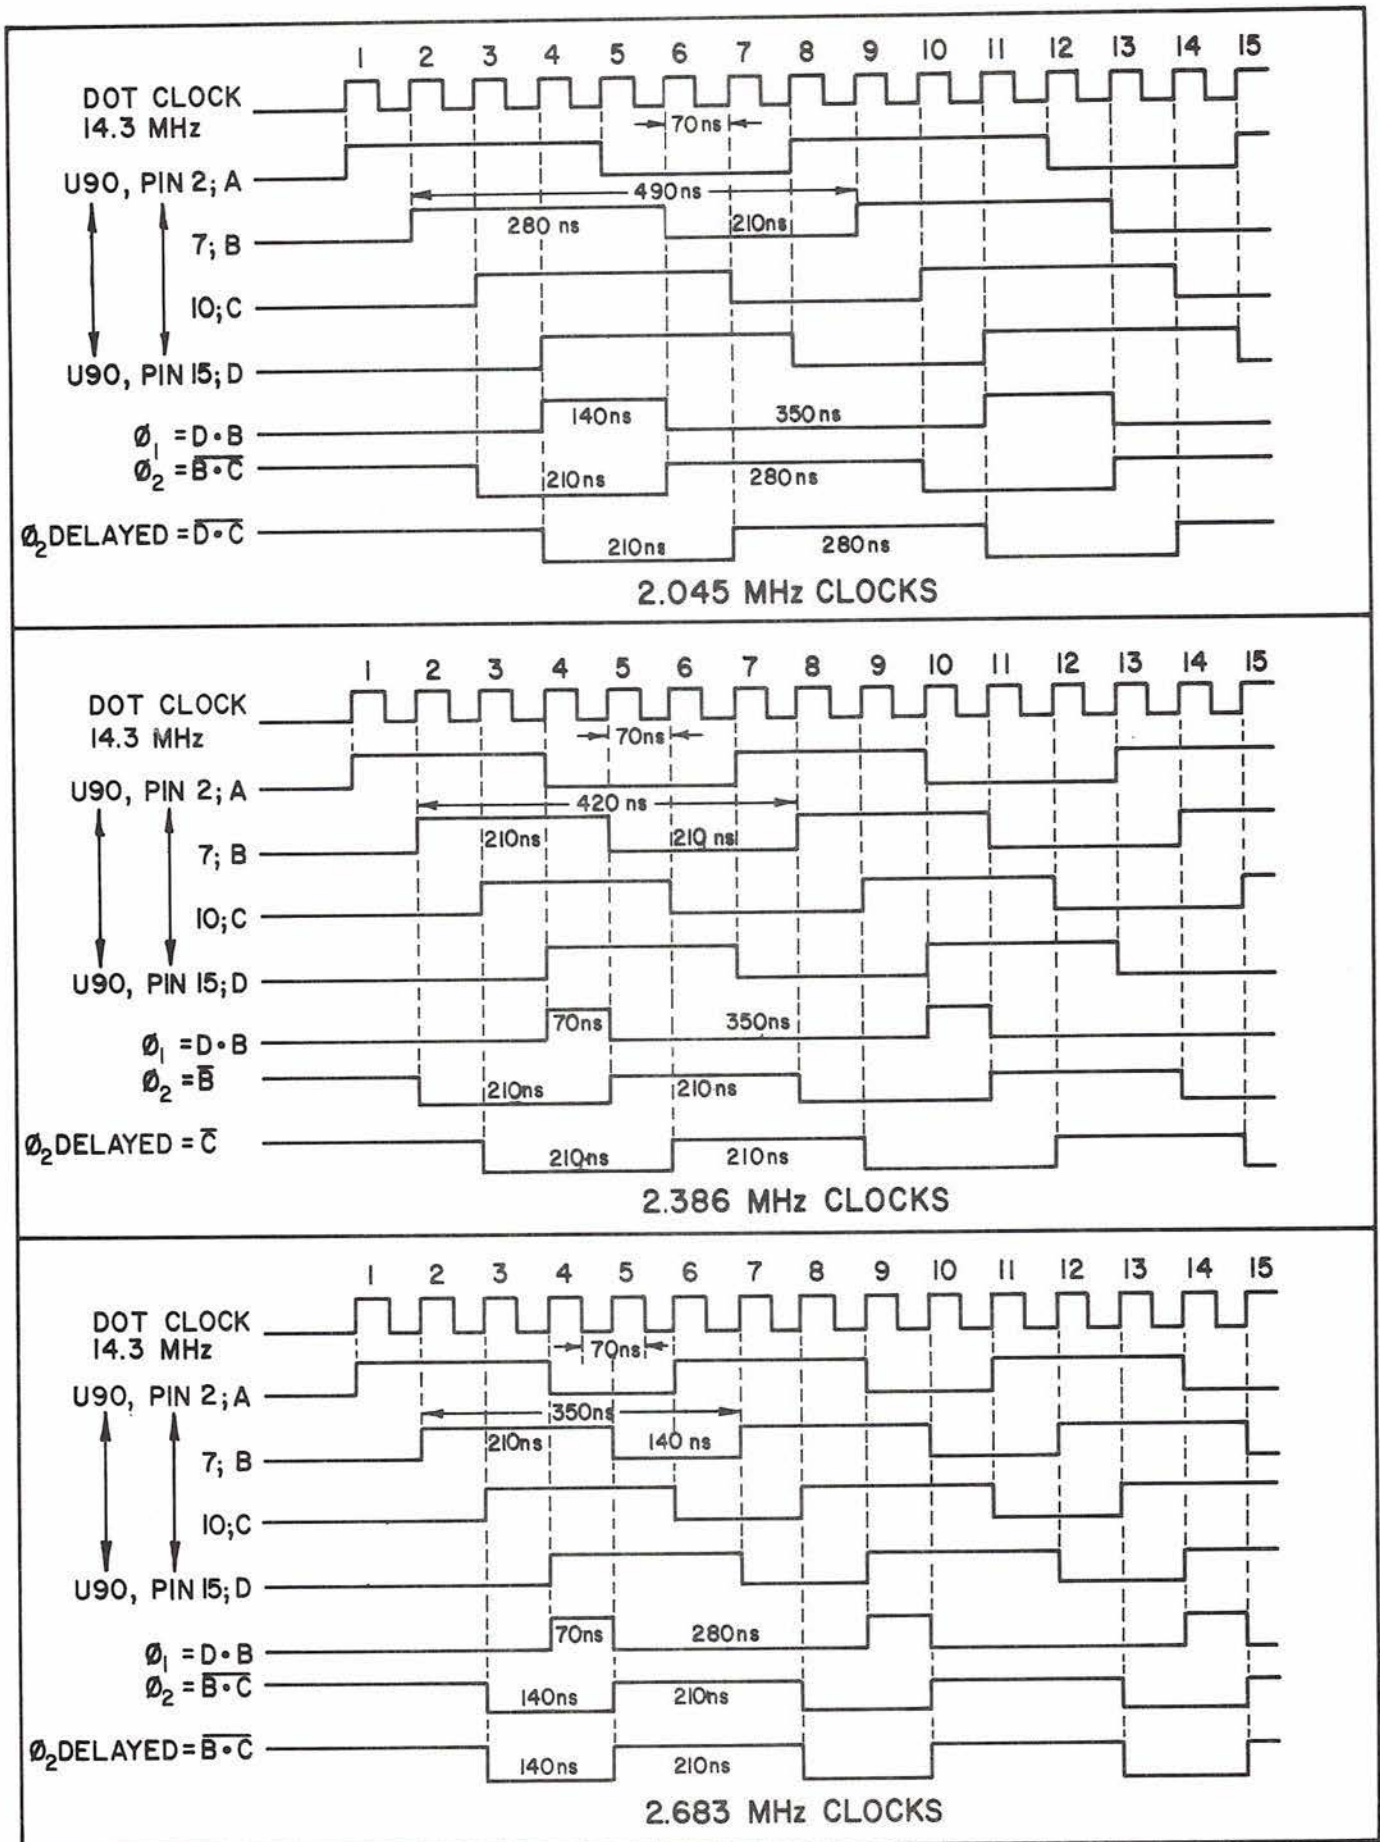 1 2 3 4 5 6 7 8 9 10 11 12 13 14 15
DOT CLOCK
14.3 MHz
70ns
U90, PIN 2; A
490ns
7; B
280 ns
210ns
10; C
U90, PIN 15; D
Ø₁ = D•B
140ns
350ns
Ø₂ = B̅•̅C̅
210ns
280ns
Ø₂ DELAYED = D̅•̅C̅
210ns
280ns
2.045 MHz CLOCKS
1 2 3 4 5 6 7 8 9 10 11 12 13 14 15
DOT CLOCK
14.3 MHz
70ns
U90, PIN 2; A
420 ns
7; B
210ns
210 ns
10; C
U90, PIN 15; D
Ø₁ = D•B
70ns
350ns
Ø₂ = B̅
210ns
210ns
Ø₂ DELAYED = C̅
210ns
210ns
2.386 MHz CLOCKS
1 2 3 4 5 6 7 8 9 10 11 12 13 14 15
DOT CLOCK
14.3 MHz
70ns
U90, PIN 2; A
350ns
7; B
210ns
140 ns
10; C
U90, PIN 15; D
Ø₁ = D•B
70ns
280ns
Ø₂ = B̅•̅C̅
140ns
210ns
Ø₂ DELAYED = B̅•̅C̅
140ns
210ns
2.683 MHz CLOCKS